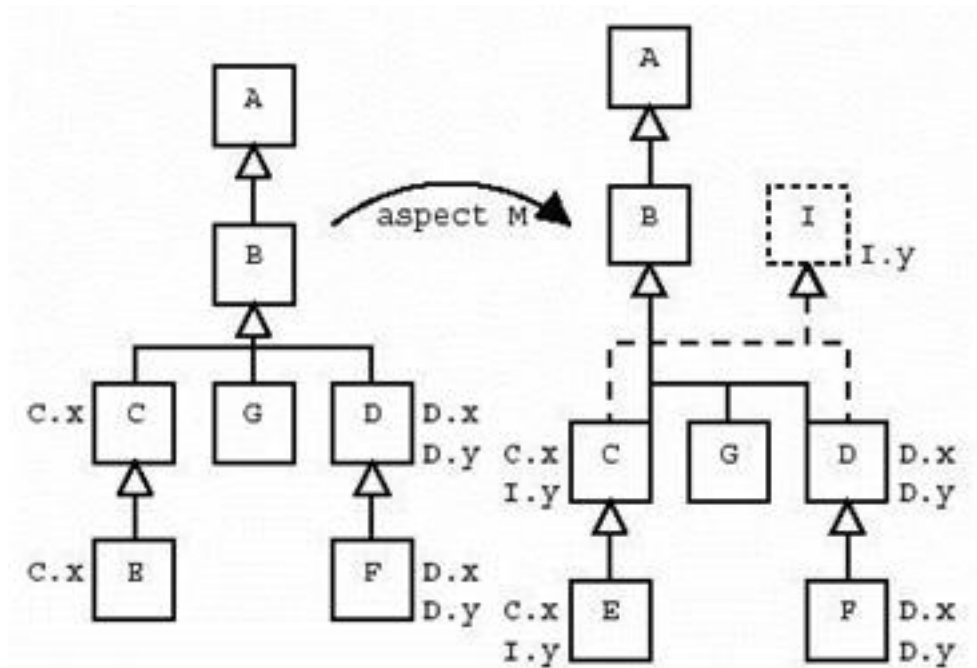 A
B
C.x C G D D.x
D.y
C.x E F D.x
D.y
aspect M
A
B I
I.y
C.x C G D D.x
I.y D.y
C.x E F D.x
I.y D.y